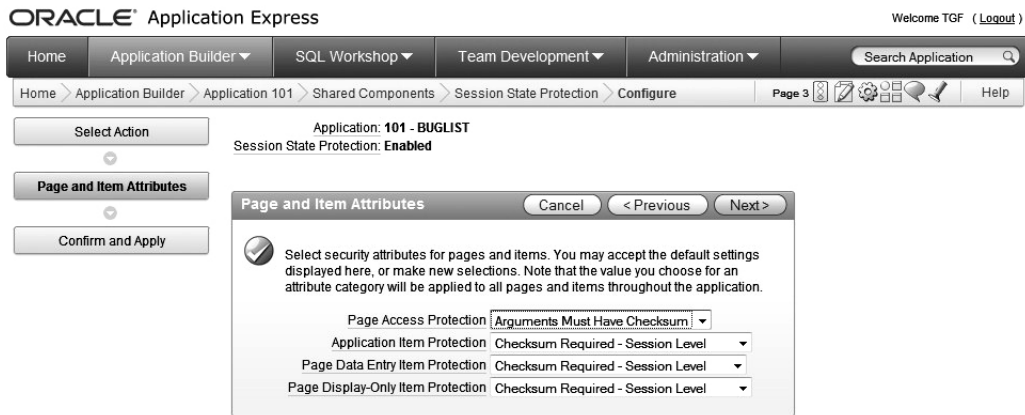 ORACLE Application Express
Welcome TGF ( Logout )
Home Application Builder SQL Workshop Team Development Administration Search Application
Home Application Builder Application 101 Shared Components Session State Protection Configure Page 3 Help
Select Action
Page and Item Attributes
Confirm and Apply
Application: 101 - BUGLIST
Session State Protection: Enabled
Page and Item Attributes Cancel < Previous Next >
Select security attributes for pages and items. You may accept the default settings
displayed here, or make new selections. Note that the value you choose for an
attribute category will be applied to all pages and items throughout the application.
Page Access Protection Arguments Must Have Checksum
Application Item Protection Checksum Required - Session Level
Page Data Entry Item Protection Checksum Required - Session Level
Page Display-Only Item Protection Checksum Required - Session Level